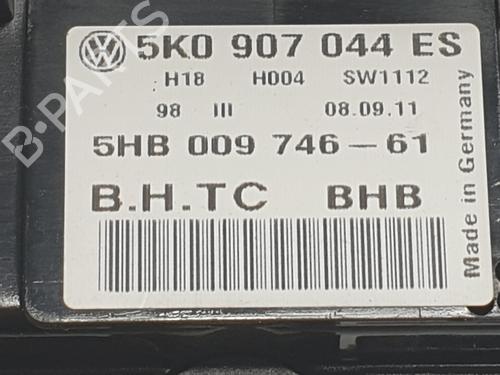 5K0 907 044 ES
H18 H004 SW1112
98 III 08.09.11
5HB 009 746-61
B.H.TC BHB
Made in Germany
B-PARTS